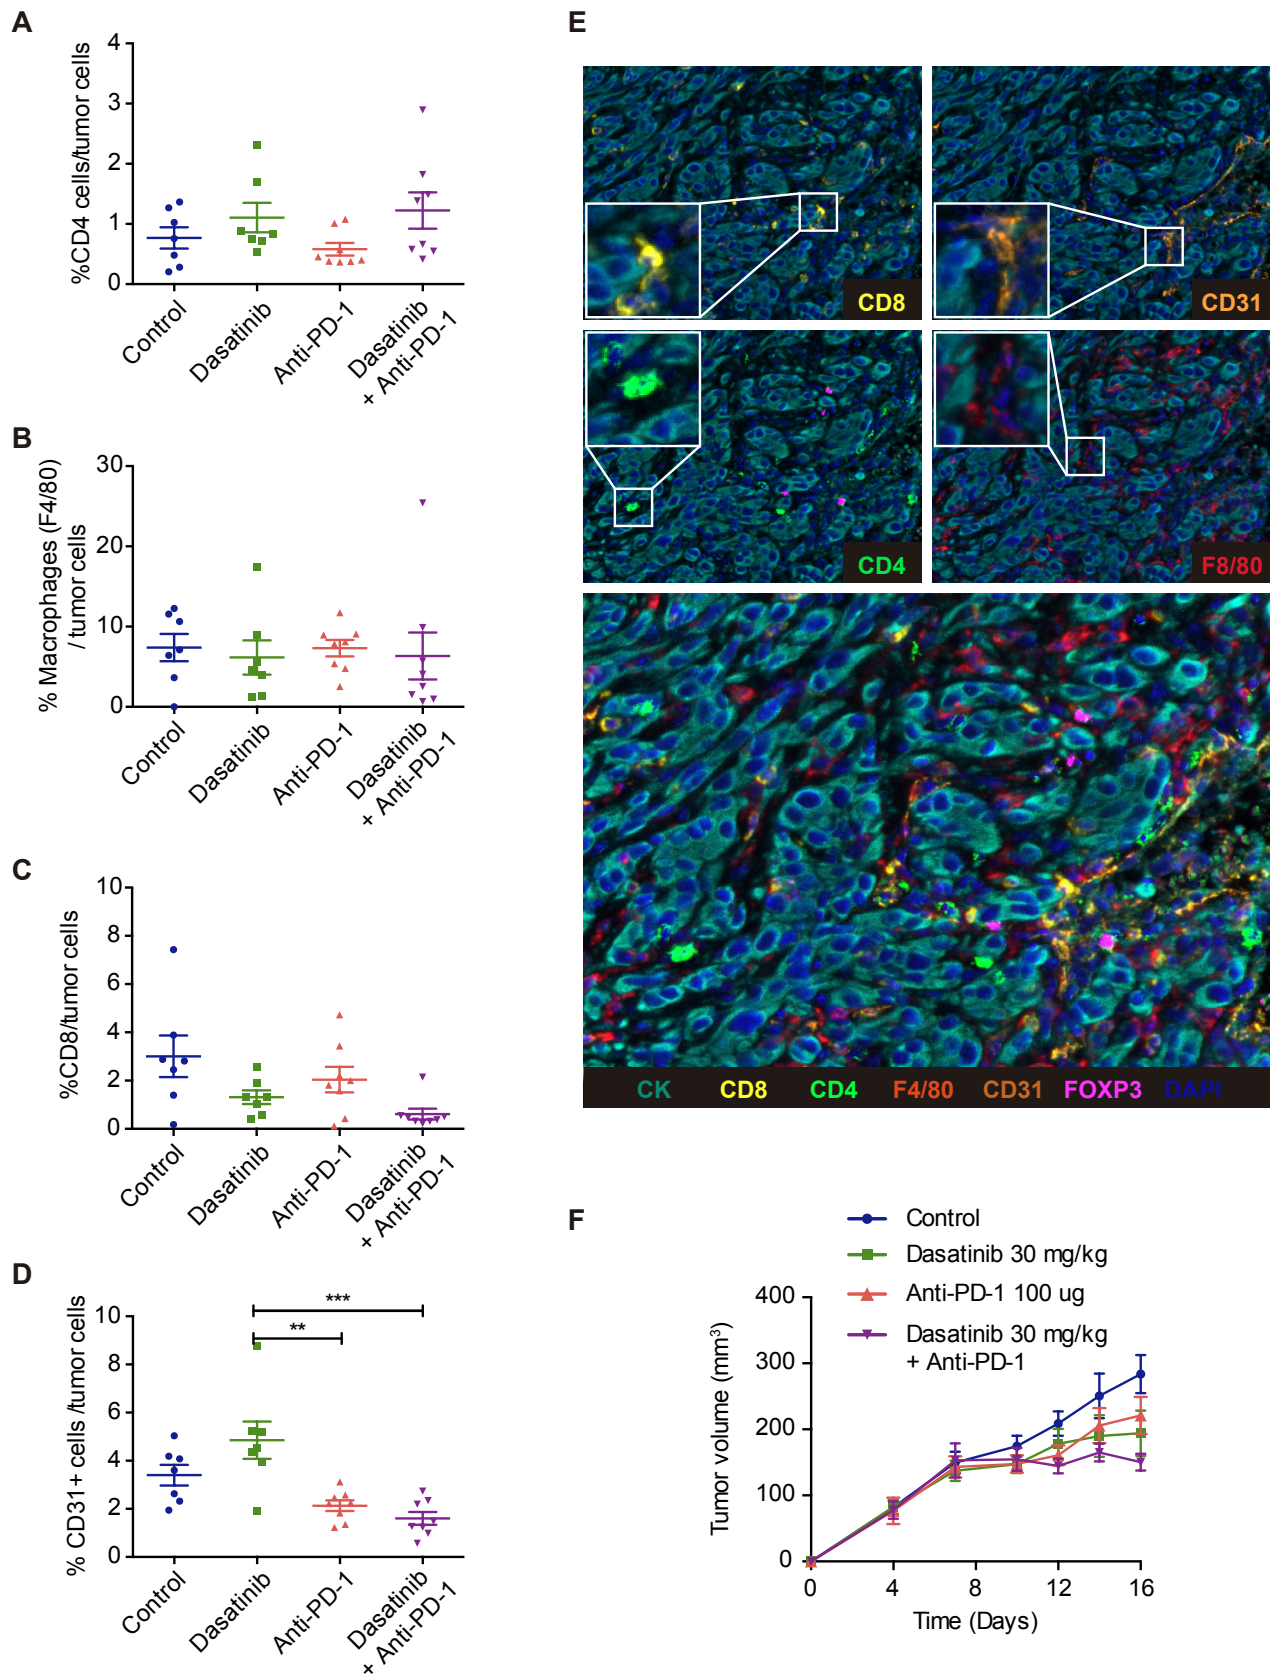 A
%CD4 cells/tumor cells
4
3
2
1
0
Control
Dasatinib
Anti-PD-1
Dasatinib
+ Anti-PD-1
B
% Macrophages (F4/80)
/ tumor cells
30
20
10
0
Control
Dasatinib
Anti-PD-1
Dasatinib
+ Anti-PD-1
C
%CD8/tumor cells
10
8
6
4
2
0
Control
Dasatinib
Anti-PD-1
Dasatinib
+ Anti-PD-1
D
% CD31+ cells /tumor cells
10
8
6
4
2
0
***
**
Control
Dasatinib
Anti-PD-1
Dasatinib
+ Anti-PD-1
E
CD8
CD31
CD4
F8/80
CK CD8 CD4 F4/80 CD31 FOXP3 DAPI
F
Control
Dasatinib 30 mg/kg
Anti-PD-1 100 ug
Dasatinib 30 mg/kg
+ Anti-PD-1
Tumor volume (mm³)
400
300
200
100
0
0 4 8 12 16
Time (Days)